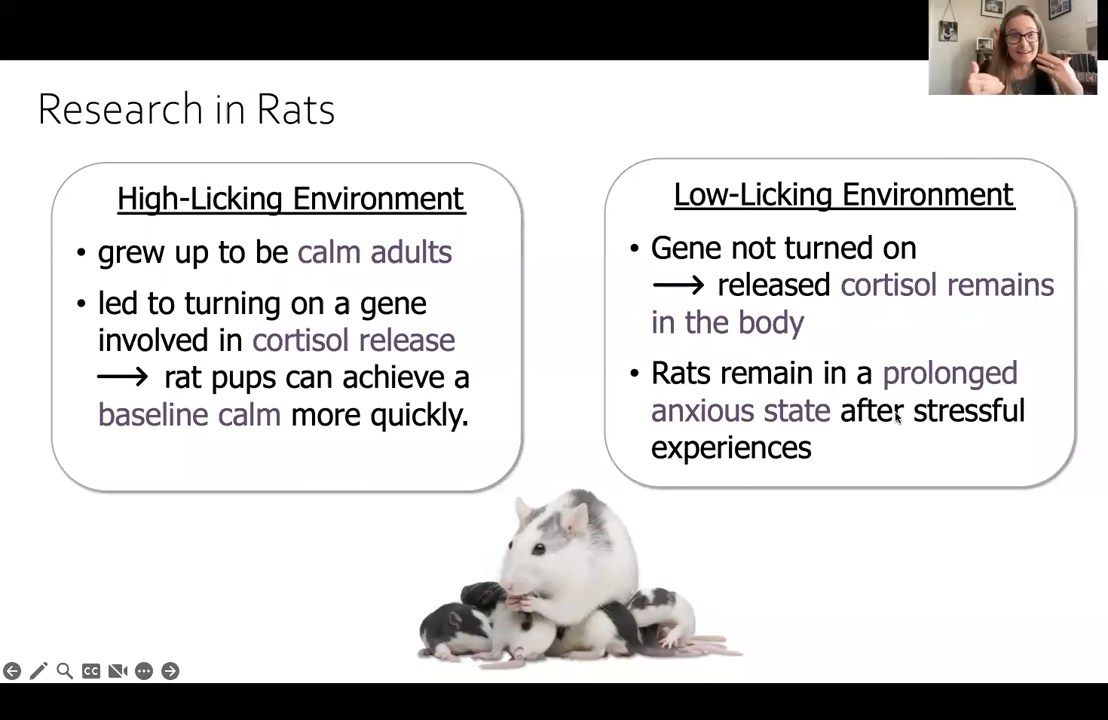 Research in Rats
High-Licking Environment
• grew up to be calm adults
• led to turning on a gene
involved in cortisol release
⟶ rat pups can achieve a
baseline calm more quickly.
Low-Licking Environment
• Gene not turned on
⟶ released cortisol remains
in the body
• Rats remain in a prolonged
anxious state after stressful
experiences
CC